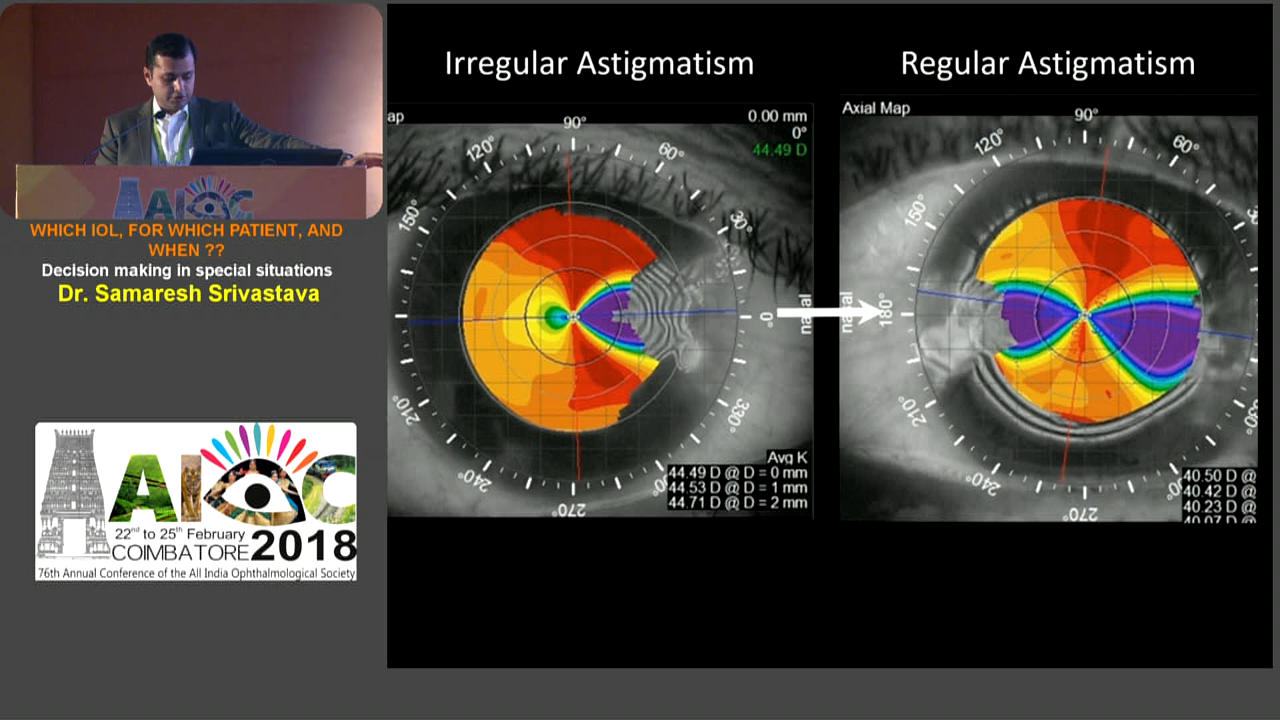 Irregular Astigmatism
Regular Astigmatism
ap
0.00 mm
0°
44.49 D
90°
120°
60°
150°
30°
0°
nasal
210°
330°
240°
270°
Avg K
44.49 D @ D = 0 mm
44.53 D @ D = 1 mm
44.71 D @ D = 2 mm
Axial Map
90°
120°
60°
150°
180°
nasal
210°
240°
270°
40.50 D @
40.42 D @
40.23 D @
40.07 D @
AIOC
WHICH IOL, FOR WHICH PATIENT, AND
WHEN ??
Decision making in special situations
Dr. Samaresh Srivastava
AIOC
22nd to 25th February
COIMBATORE 2018
76th Annual Conference of the All India Ophthalmological Society